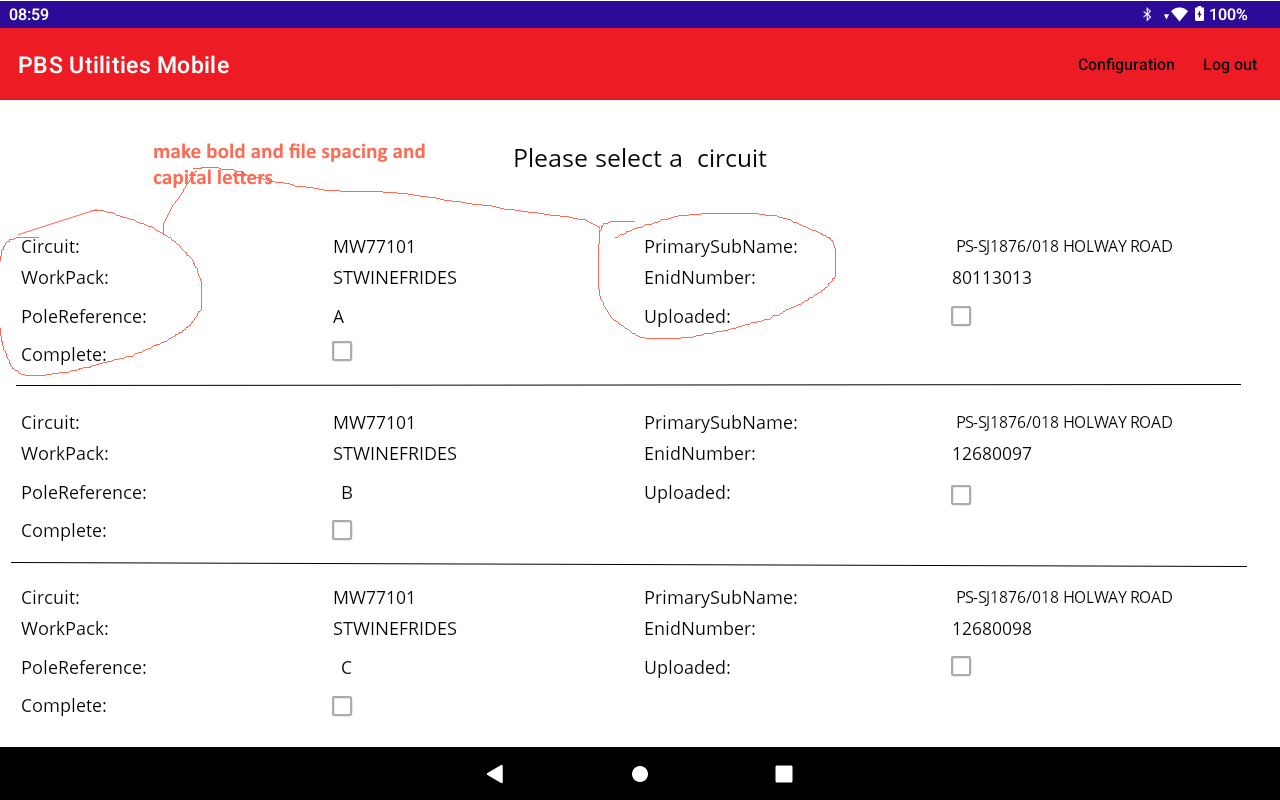 08:59 100%
PBS Utilities Mobile Configuration Log out
make bold and file spacing and
capital letters
Please select a  circuit
Circuit: MW77101 PrimarySubName: PS-SJ1876/018 HOLWAY ROAD
WorkPack: STWINEFRIDES EnidNumber: 80113013
PoleReference: A Uploaded:
Complete:
Circuit: MW77101 PrimarySubName: PS-SJ1876/018 HOLWAY ROAD
WorkPack: STWINEFRIDES EnidNumber: 12680097
PoleReference: B Uploaded:
Complete:
Circuit: MW77101 PrimarySubName: PS-SJ1876/018 HOLWAY ROAD
WorkPack: STWINEFRIDES EnidNumber: 12680098
PoleReference: C Uploaded:
Complete: